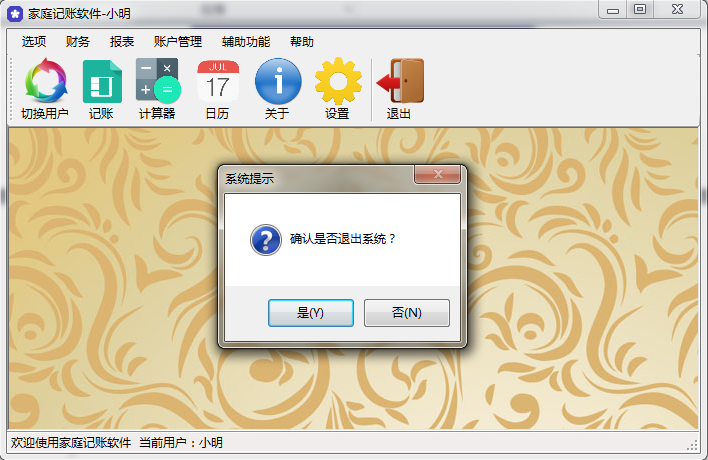 家庭记账软件-小明
选项 财务 报表 账户管理 辅助功能 帮助
JUL
17
切换用户 记账 计算器 日历 关于 设置 退出
系统提示
确认是否退出系统？
是(Y) 否(N)
欢迎使用家庭记账软件 当前用户：小明